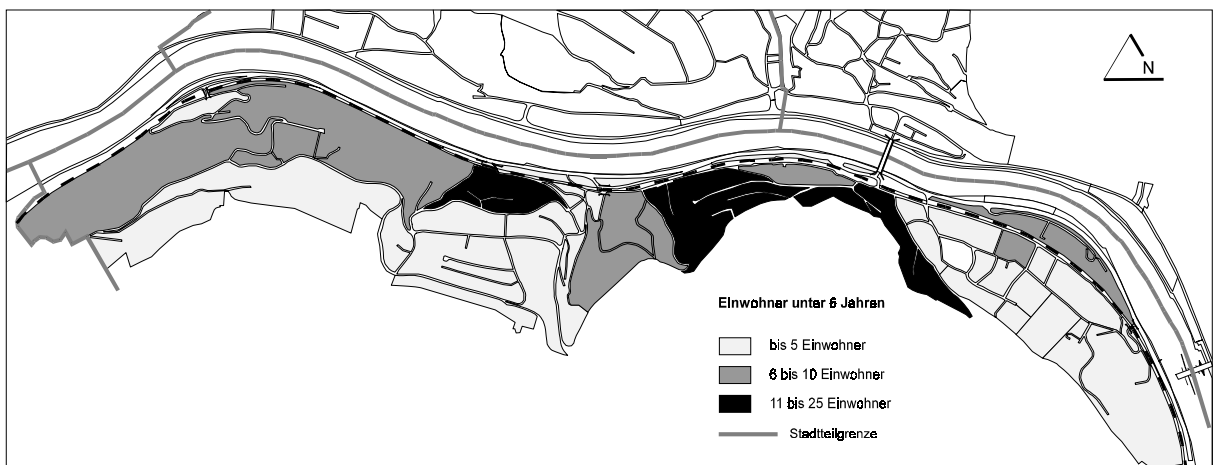 N
Einwohner unter 6 Jahren
bis 5 Einwohner
6 bis 10 Einwohner
11 bis 25 Einwohner
Stadtteilgrenze